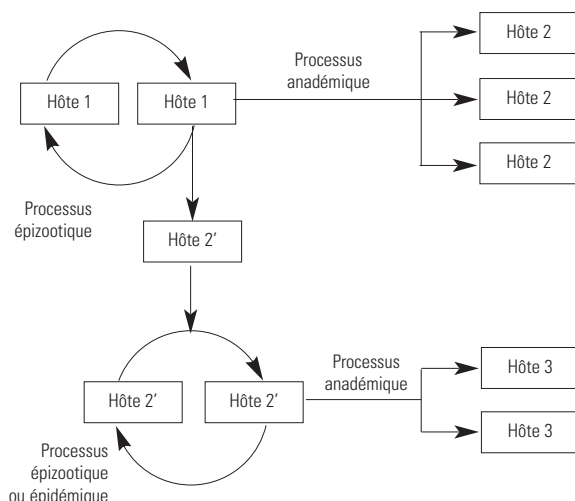 Hôte 2
Processus
anadémique
Hôte 1
Hôte 1
Hôte 2
Hôte 2
Processus
épizootique
Hôte 2′
Processus
anadémique
Hôte 3
Hôte 2′
Hôte 2′
Hôte 3
Processus
épizootique
ou épidémique